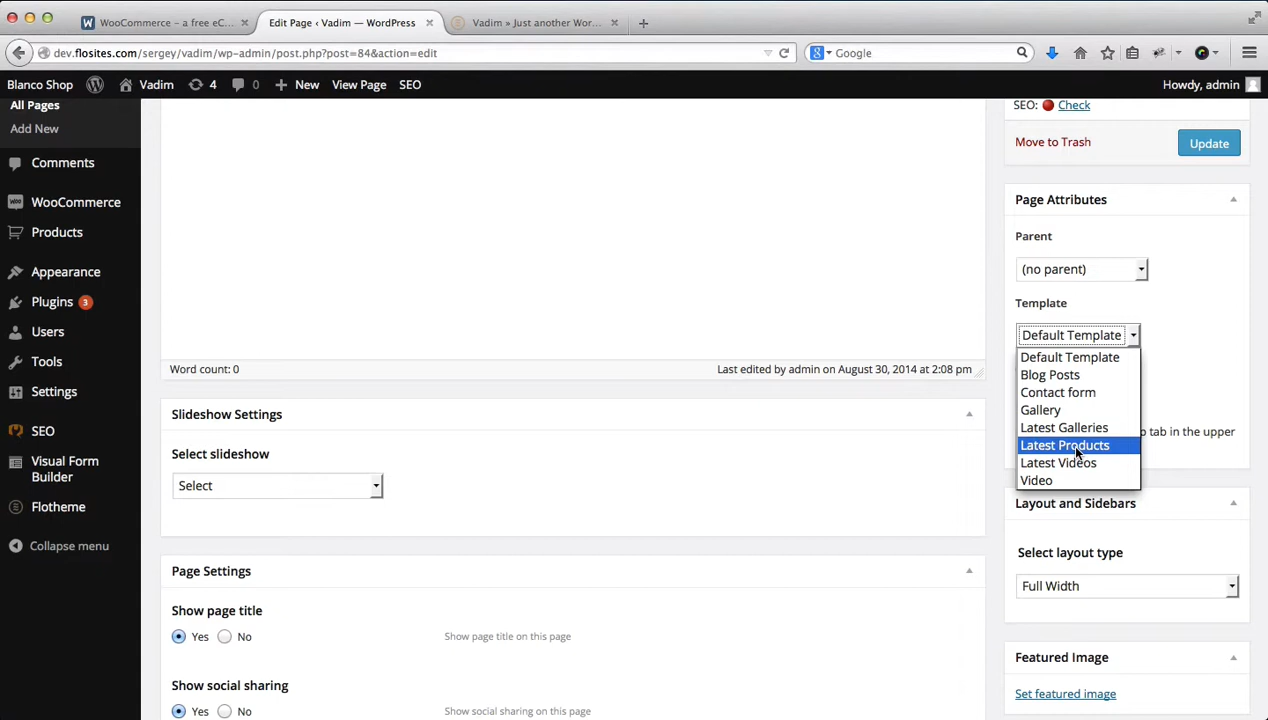 WooCommerce – a free eC...
Edit Page ‹ Vadim — WordPress
Vadim » Just another Wor...
dev.flosites.com/sergey/vadim/wp-admin/post.php?post=84&action=edit
Google
Blanco Shop
Vadim
4
0
New
View Page
SEO
Howdy, admin
All Pages
Add New
Comments
WooCommerce
Products
Appearance
Plugins 3
Users
Tools
Settings
SEO
Visual Form
Builder
Flotheme
Collapse menu
Word count: 0
Last edited by admin on August 30, 2014 at 2:08 pm
Slideshow Settings
Select slideshow
Select
Page Settings
Show page title
Yes No
Show page title on this page
Show social sharing
Yes No
Show social sharing on this page
SEO: Check
Move to Trash
Update
Page Attributes
Parent
(no parent)
Template
Default Template
Default Template
Blog Posts
Contact form
Gallery
Latest Galleries
Latest Products
Latest Videos
Video
tab in the upper
Layout and Sidebars
Select layout type
Full Width
Featured Image
Set featured image